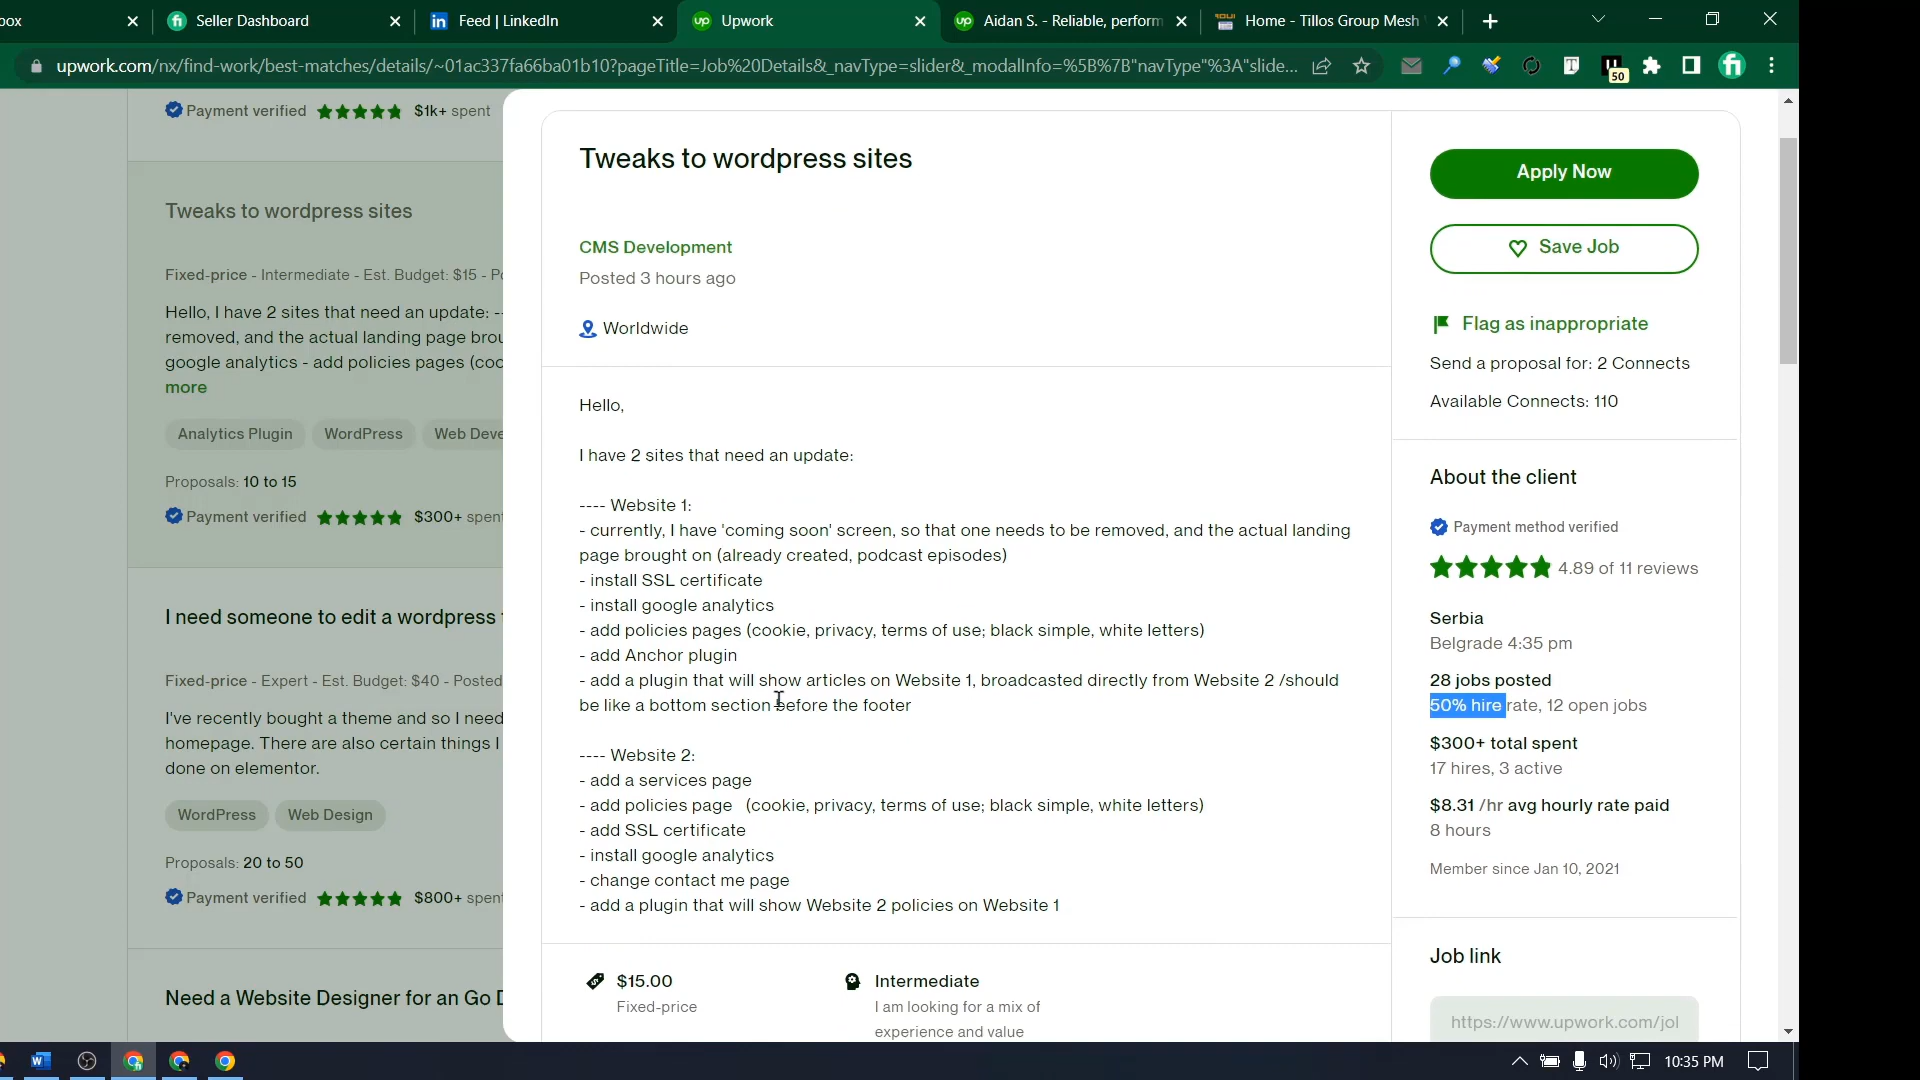 box
Seller Dashboard
Feed | LinkedIn
Upwork
Aidan S. - Reliable, perform
Home - Tillos Group Mesh
upwork.com/nx/find-work/best-matches/details/~01ac337fa66ba01b10?pageTitle=Job%20Details&_navType=slider&_modalInfo=%5B%7B"navType"%3A"slide...
50
Payment verified $1k+ spent
Tweaks to wordpress sites
Fixed-price - Intermediate - Est. Budget: $15 - Po
Hello, I have 2 sites that need an update: --
removed, and the actual landing page brou
google analytics - add policies pages (coo
more
Analytics Plugin WordPress Web Deve
Proposals: 10 to 15
Payment verified $300+ spent
I need someone to edit a wordpress
Fixed-price - Expert - Est. Budget: $40 - Posted
I've recently bought a theme and so I need
homepage. There are also certain things I
done on elementor.
WordPress Web Design
Proposals: 20 to 50
Payment verified $800+ spent
Need a Website Designer for an Go D
Tweaks to wordpress sites
CMS Development
Posted 3 hours ago
Worldwide
Hello,
I have 2 sites that need an update:
---- Website 1:
- currently, I have 'coming soon' screen, so that one needs to be removed, and the actual landing
page brought on (already created, podcast episodes)
- install SSL certificate
- install google analytics
- add policies pages (cookie, privacy, terms of use; black simple, white letters)
- add Anchor plugin
- add a plugin that will show articles on Website 1, broadcasted directly from Website 2 /should
be like a bottom section before the footer
---- Website 2:
- add a services page
- add policies page (cookie, privacy, terms of use; black simple, white letters)
- add SSL certificate
- install google analytics
- change contact me page
- add a plugin that will show Website 2 policies on Website 1
$15.00
Fixed-price
Intermediate
I am looking for a mix of
experience and value
Apply Now
Save Job
Flag as inappropriate
Send a proposal for: 2 Connects
Available Connects: 110
About the client
Payment method verified
4.89 of 11 reviews
Serbia
Belgrade 4:35 pm
28 jobs posted
50% hire rate, 12 open jobs
$300+ total spent
17 hires, 3 active
$8.31 /hr avg hourly rate paid
8 hours
Member since Jan 10, 2021
Job link
https://www.upwork.com/jol
10:35 PM